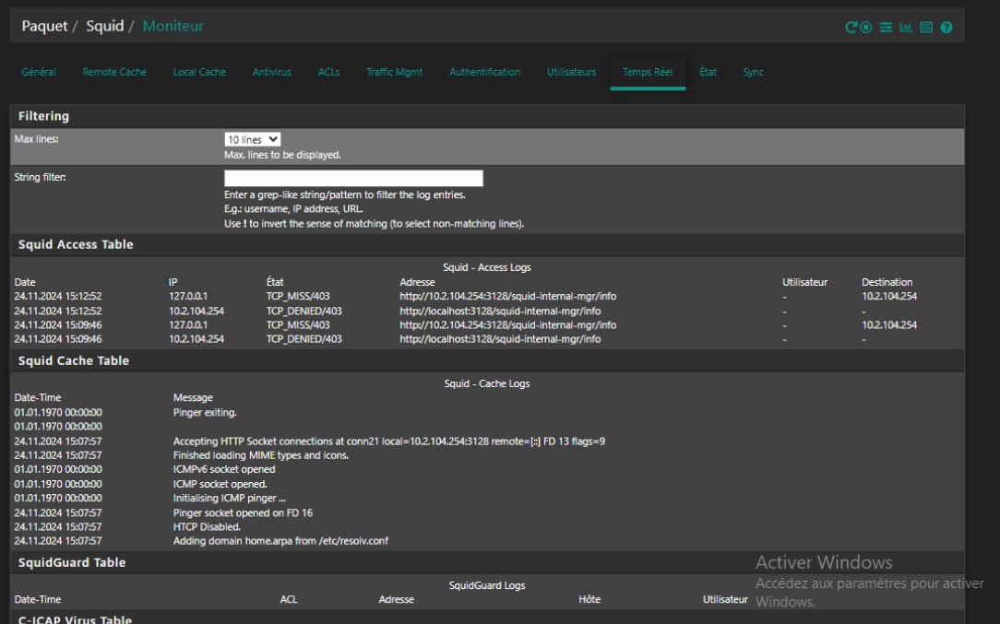 Paquet / Squid / Moniteur
Général Remote Cache Local Cache Antivirus ACLs Traffic Mgmt Authentification Utilisateurs Temps Réel État Sync
Filtering
Max lines: 10 lines
Max. lines to be displayed.
String filter:
Enter a grep-like string/pattern to filter the log entries.
E.g.: username, IP address, URL.
Use ! to invert the sense of matching (to select non-matching lines).
Squid Access Table
Squid - Access Logs
Date IP État Adresse Utilisateur Destination
24.11.2024 15:12:52 127.0.0.1 TCP_MISS/403 http://10.2.104.254:3128/squid-internal-mgr/info - 10.2.104.254
24.11.2024 15:12:52 10.2.104.254 TCP_DENIED/403 http://localhost:3128/squid-internal-mgr/info - -
24.11.2024 15:09:46 127.0.0.1 TCP_MISS/403 http://10.2.104.254:3128/squid-internal-mgr/info - 10.2.104.254
24.11.2024 15:09:46 10.2.104.254 TCP_DENIED/403 http://localhost:3128/squid-internal-mgr/info - -
Squid Cache Table
Squid - Cache Logs
Date-Time Message
01.01.1970 00:00:00 Pinger exiting.
01.01.1970 00:00:00
24.11.2024 15:07:57 Accepting HTTP Socket connections at conn21 local=10.2.104.254:3128 remote=[::] FD 13 flags=9
24.11.2024 15:07:57 Finished loading MIME types and icons.
01.01.1970 00:00:00 ICMPv6 socket opened
01.01.1970 00:00:00 ICMP socket opened.
01.01.1970 00:00:00 Initialising ICMP pinger ...
24.11.2024 15:07:57 Pinger socket opened on FD 16
24.11.2024 15:07:57 HTCP Disabled.
24.11.2024 15:07:57 Adding domain home.arpa from /etc/resolv.conf
SquidGuard Table
SquidGuard Logs
Date-Time ACL Adresse Hôte Utilisateur
C-ICAP Virus Table
Activer Windows
Accédez aux paramètres pour activer
Windows.